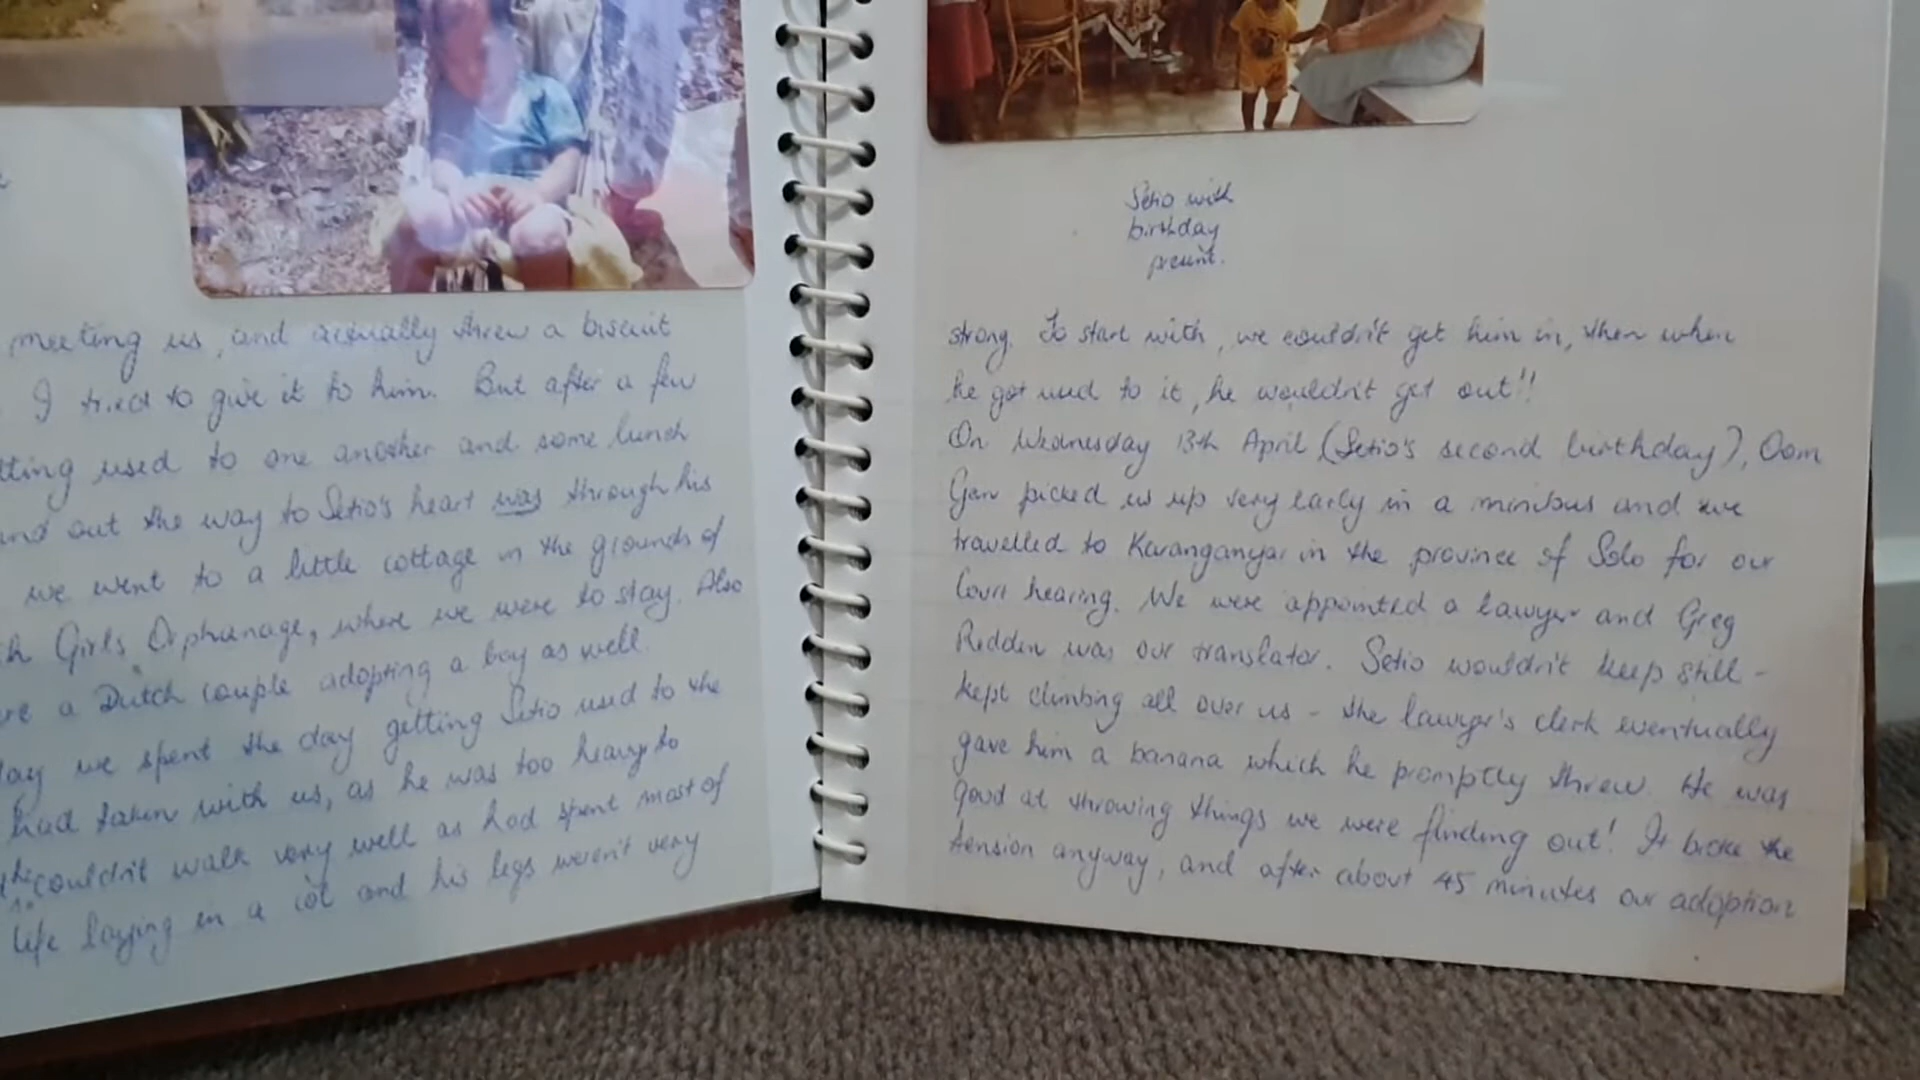 meeting us, and actually threw a biscuit
I tried to give it to him. But after a few
tting used to one another and some lunch
and out the way to Setio's heart was through his
we went to a little cottage in the grounds of
h Girls Orphanage, where we were to stay. Also
re a Dutch couple adopting a boy as well.
day we spent the day getting Setio used to the
had taken with us, as he was too heavy to
he couldn't walk very well as had spent most of
life laying in a cot and his legs weren't very
Setio with
birthday
present.
strong. To start with, we couldn't get him in, then when
he got used to it, he wouldn't get out!!
On Wednesday 13th April (Setio's second birthday), Oom
Gan picked us up very early in a minibus and we
travelled to Karanganyar in the province of Solo for our
Court hearing. We were appointed a lawyer and Greg
Ridden was our translator. Setio wouldn't keep still -
kept climbing all over us - the lawyer's clerk eventually
gave him a banana which he promptly threw. He was
good at throwing things we were finding out! It broke the
tension anyway, and after about 45 minutes our adoption